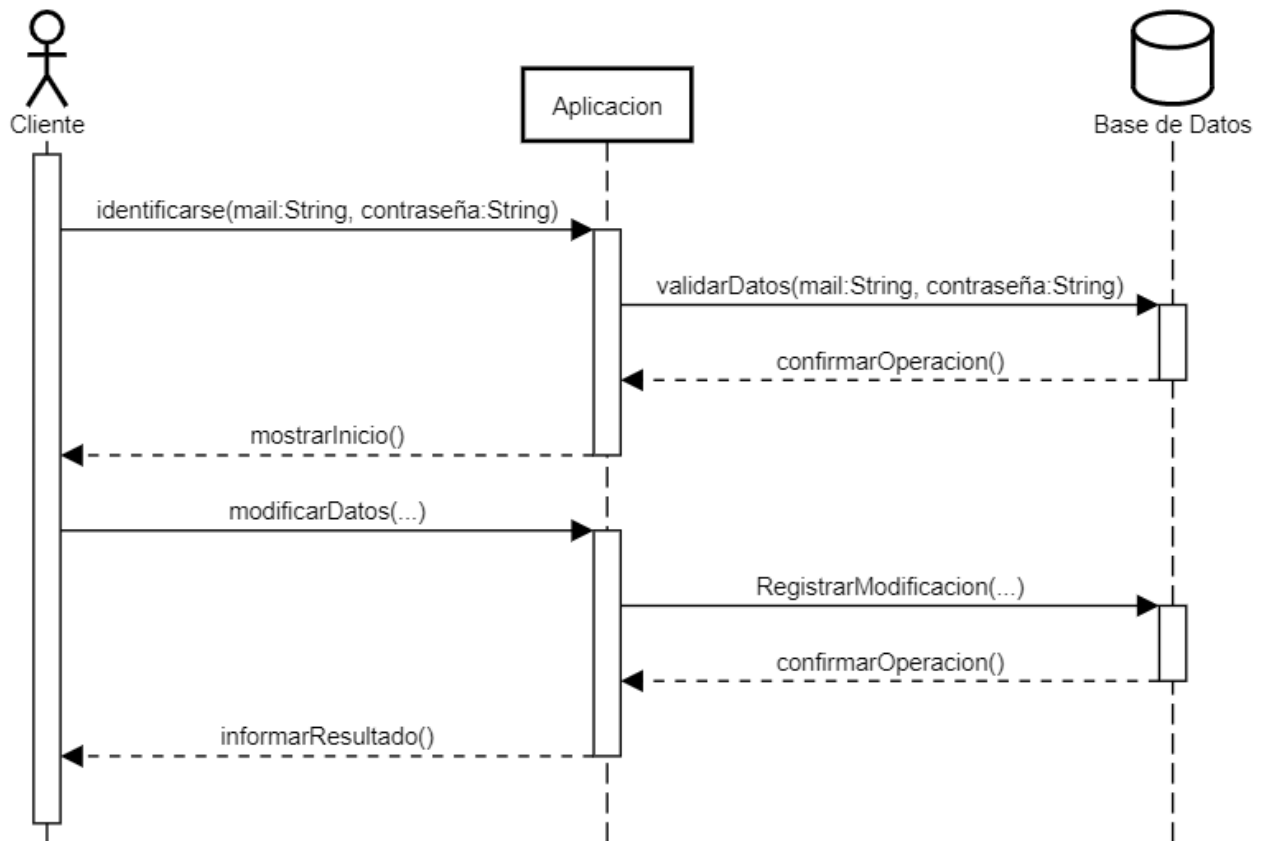 Cliente
Aplicacion
Base de Datos
identificarse(mail:String, contraseña:String)
validarDatos(mail:String, contraseña:String)
confirmarOperacion()
mostrarInicio()
modificarDatos(...)
RegistrarModificacion(...)
confirmarOperacion()
informarResultado()